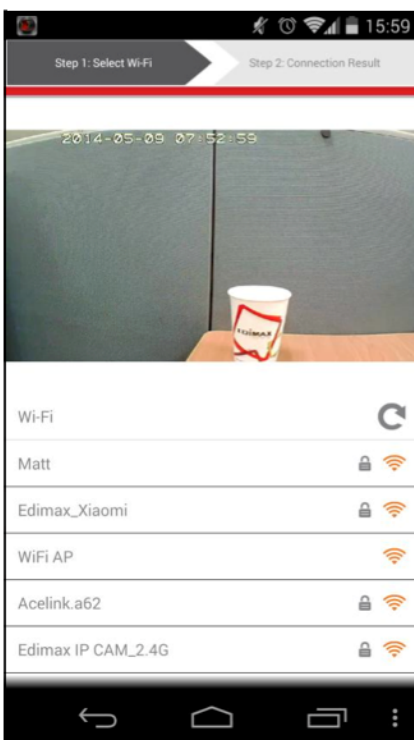 15:59
Step 1: Select Wi-Fi
Step 2: Connection Result
2014-05-09 07:52:59
EDIMAX
Wi-Fi
Matt
Edimax_Xiaomi
WiFi AP
Acelink.a62
Edimax IP CAM_2.4G